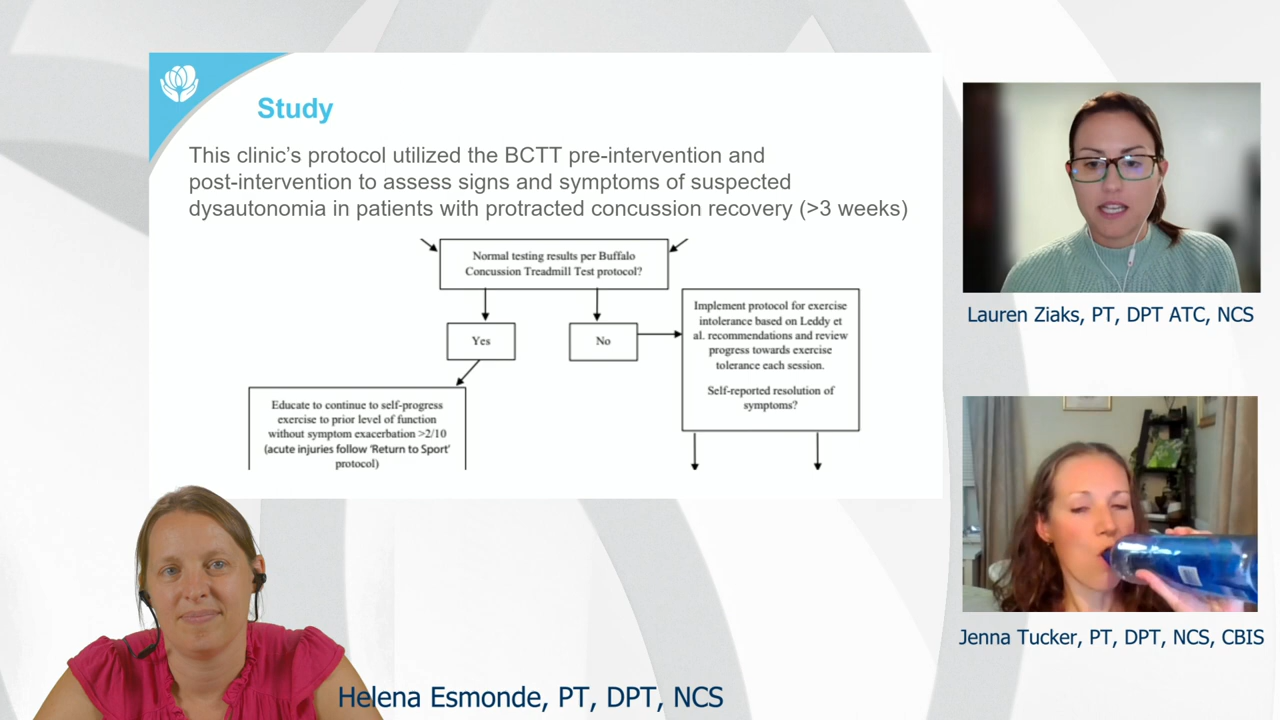 Study
This clinic's protocol utilized the BCTT pre-intervention and
post-intervention to assess signs and symptoms of suspected
dysautonomia in patients with protracted concussion recovery (>3 weeks)
Normal testing results per Buffalo
Concussion Treadmill Test protocol?
Yes
No
Implement protocol for exercise
intolerance based on Leddy et
al. recommendations and review
progress towards exercise
tolerance each session.
Self-reported resolution of
symptoms?
Educate to continue to self-progress
exercise to prior level of function
without symptom exacerbation >2/10
(acute injuries follow 'Return to Sport'
protocol)
Lauren Ziaks, PT, DPT ATC, NCS
Jenna Tucker, PT, DPT, NCS, CBIS
Helena Esmonde, PT, DPT, NCS